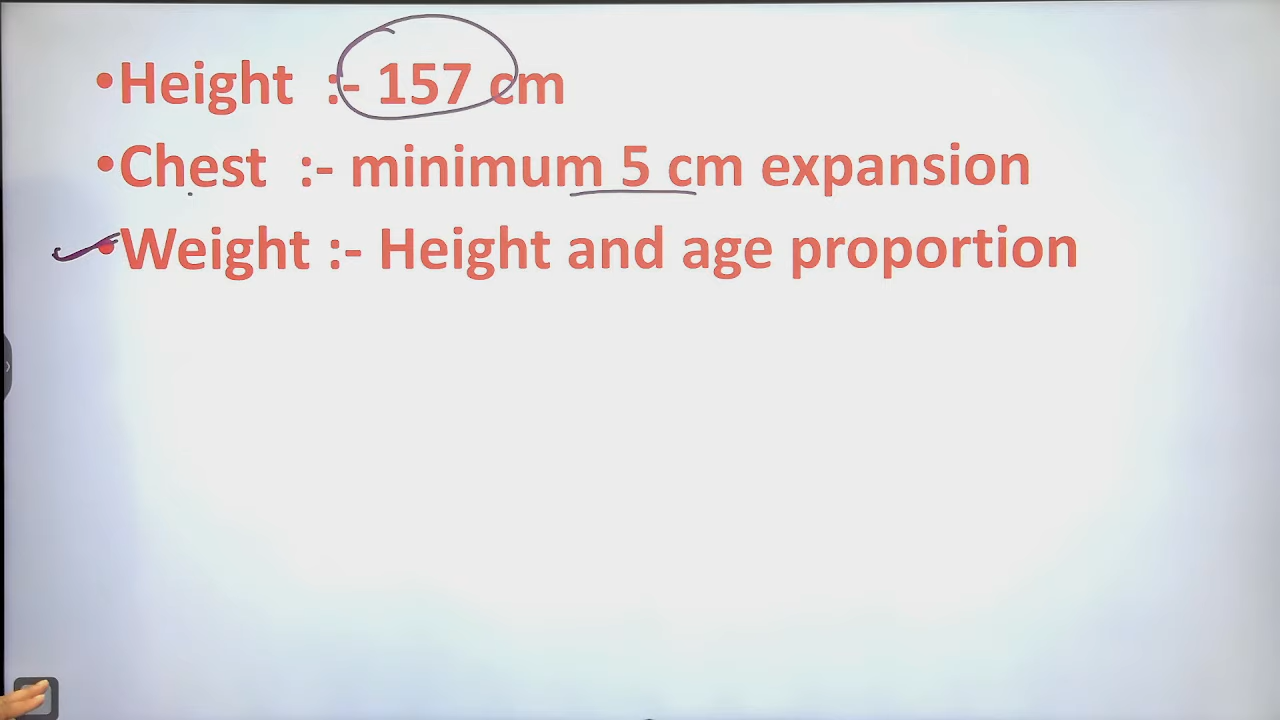 •Height :- 157 cm
•Chest :- minimum 5 cm expansion
•Weight :- Height and age proportion